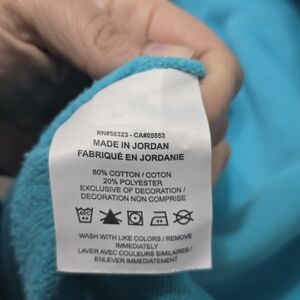 RN#56323 - CA#05553
MADE IN JORDAN
FABRIQUÉ EN JORDANIE
80% COTTON / COTON
20% POLYESTER
EXCLUSIVE OF DECORATION /
DECORATION NON COMPRISE
WASH WITH LIKE COLORS / REMOVE
IMMEDIATELY
LAVER AVEC COULEURS SIMILAIRES /
ENLEVER IMMEDIATEMENT